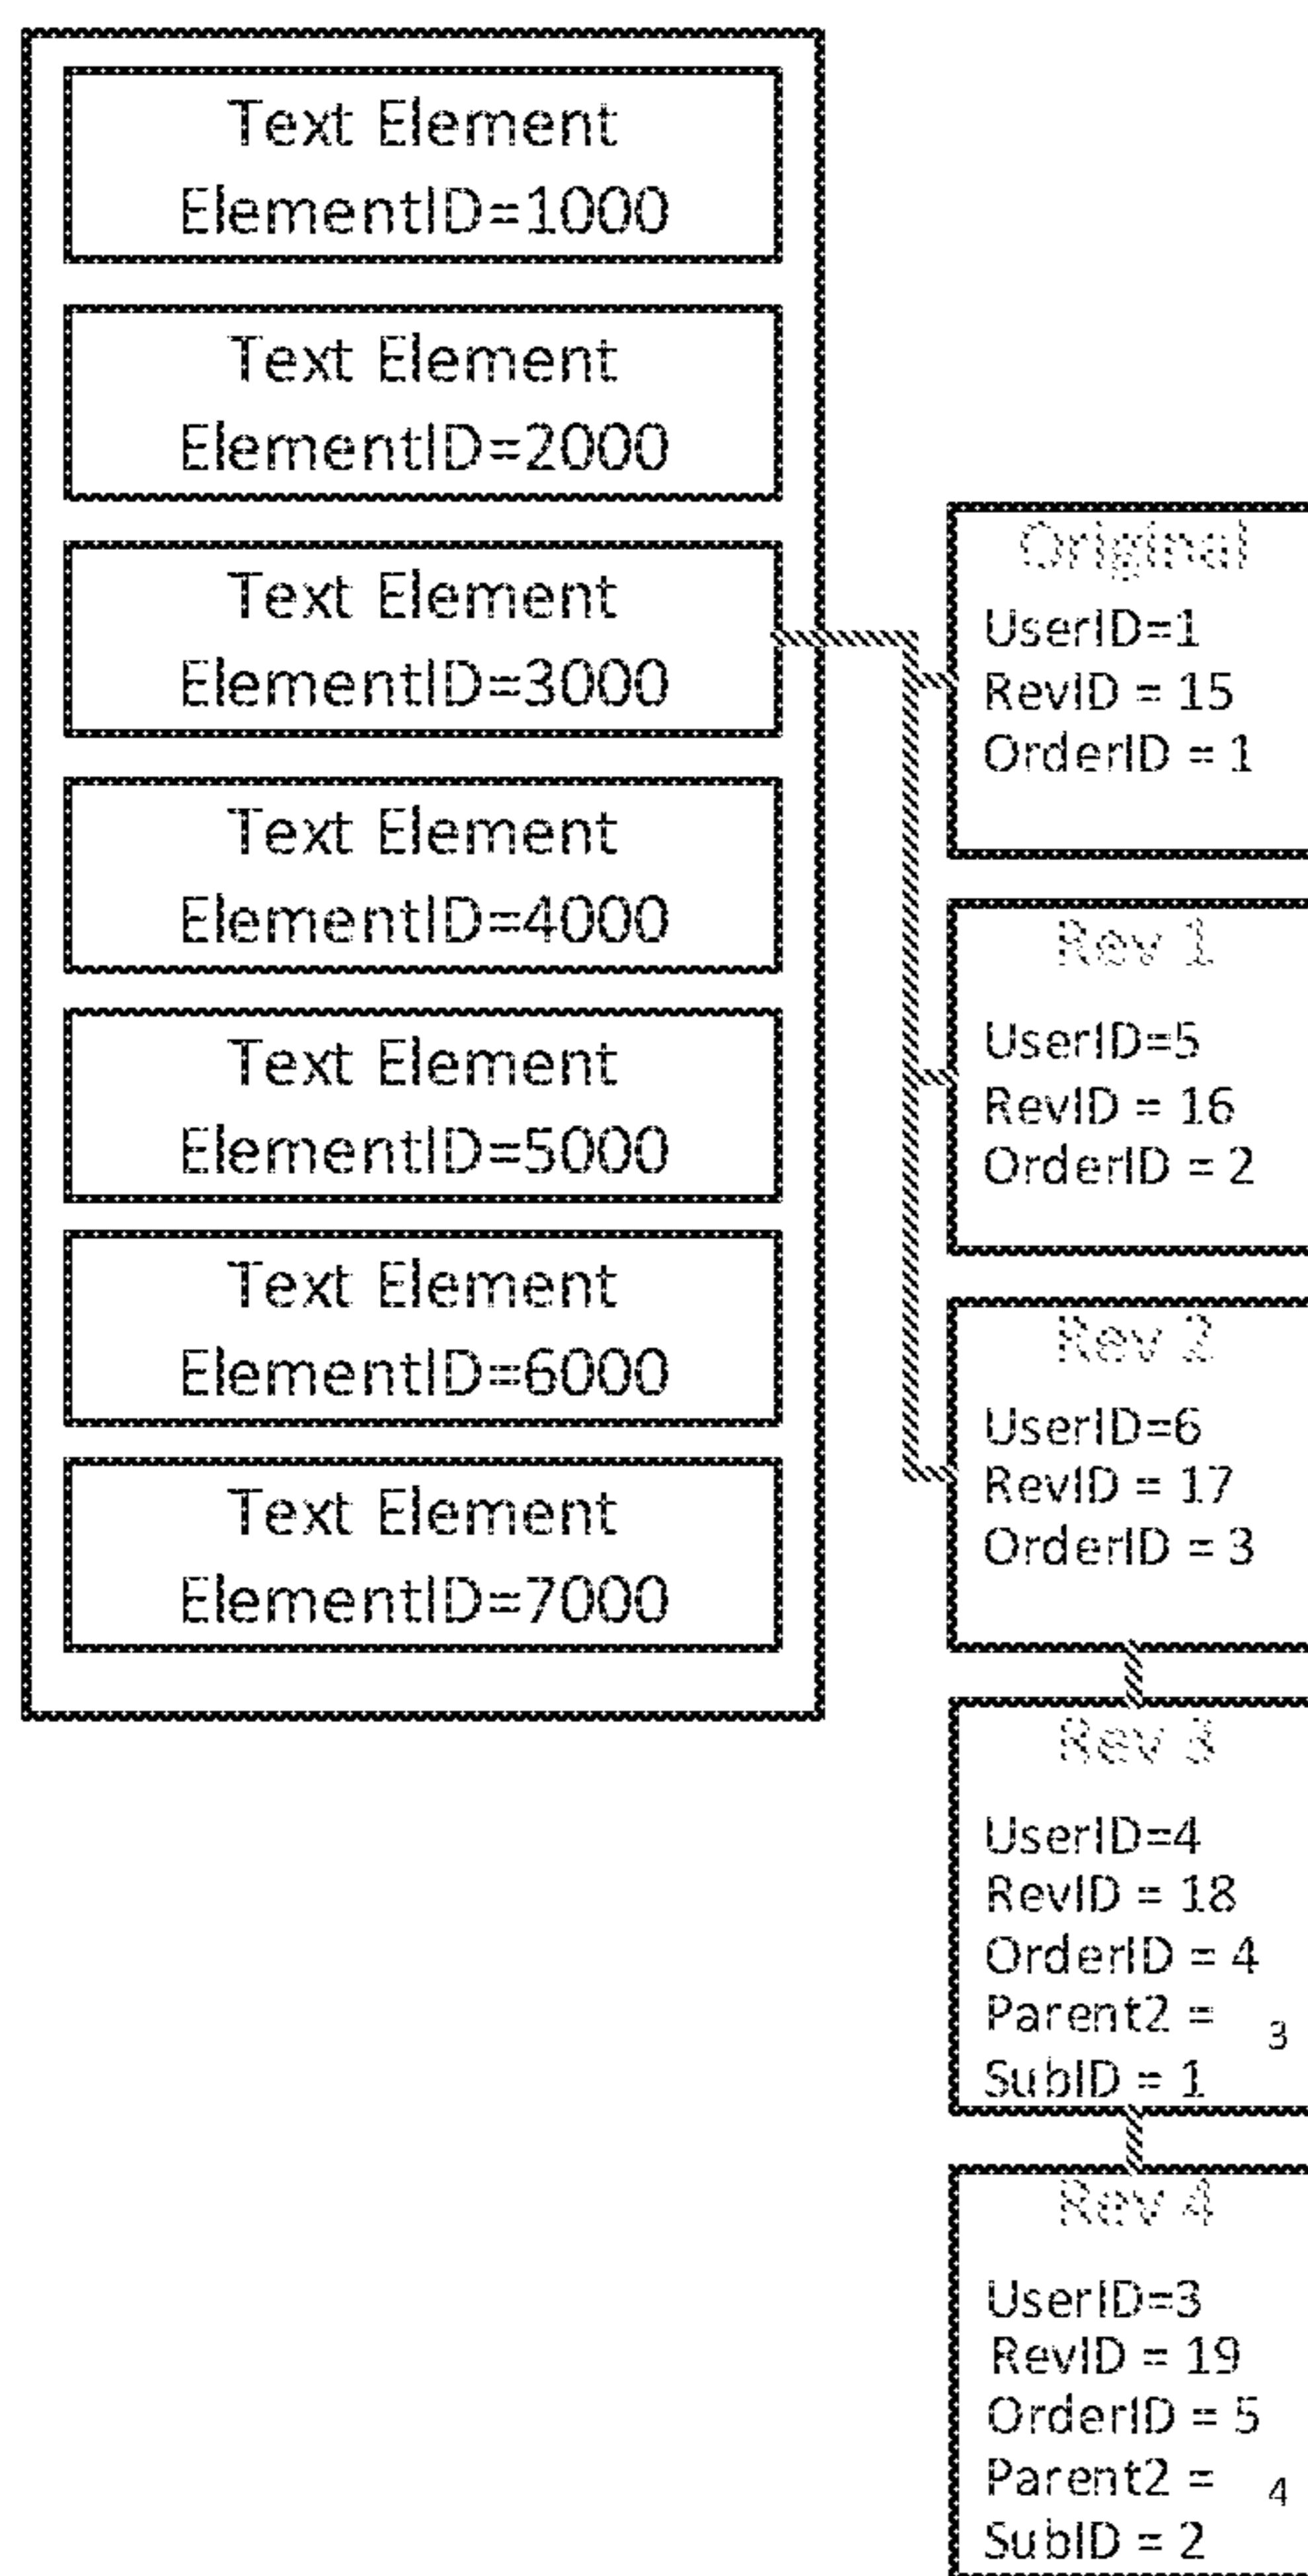 Text Element
ElementID=1000
Text Element
ElementID=2000
Text Element
ElementID=3000
Text Element
ElementID=4000
Text Element
ElementID=5000
Text Element
ElementID=6000
Text Element
ElementID=7000
Original
UserID=1
RevID = 15
OrderID = 1
Rev 1
UserID=5
RevID = 16
OrderID = 2
Rev 2
UserID=6
RevID = 17
OrderID = 3
Rev 3
UserID=4
RevID = 18
OrderID = 4
Parent2 = 3
SubID = 1
Rev 4
UserID=3
RevID = 19
OrderID = 5
Parent2 = 4
SubID = 2